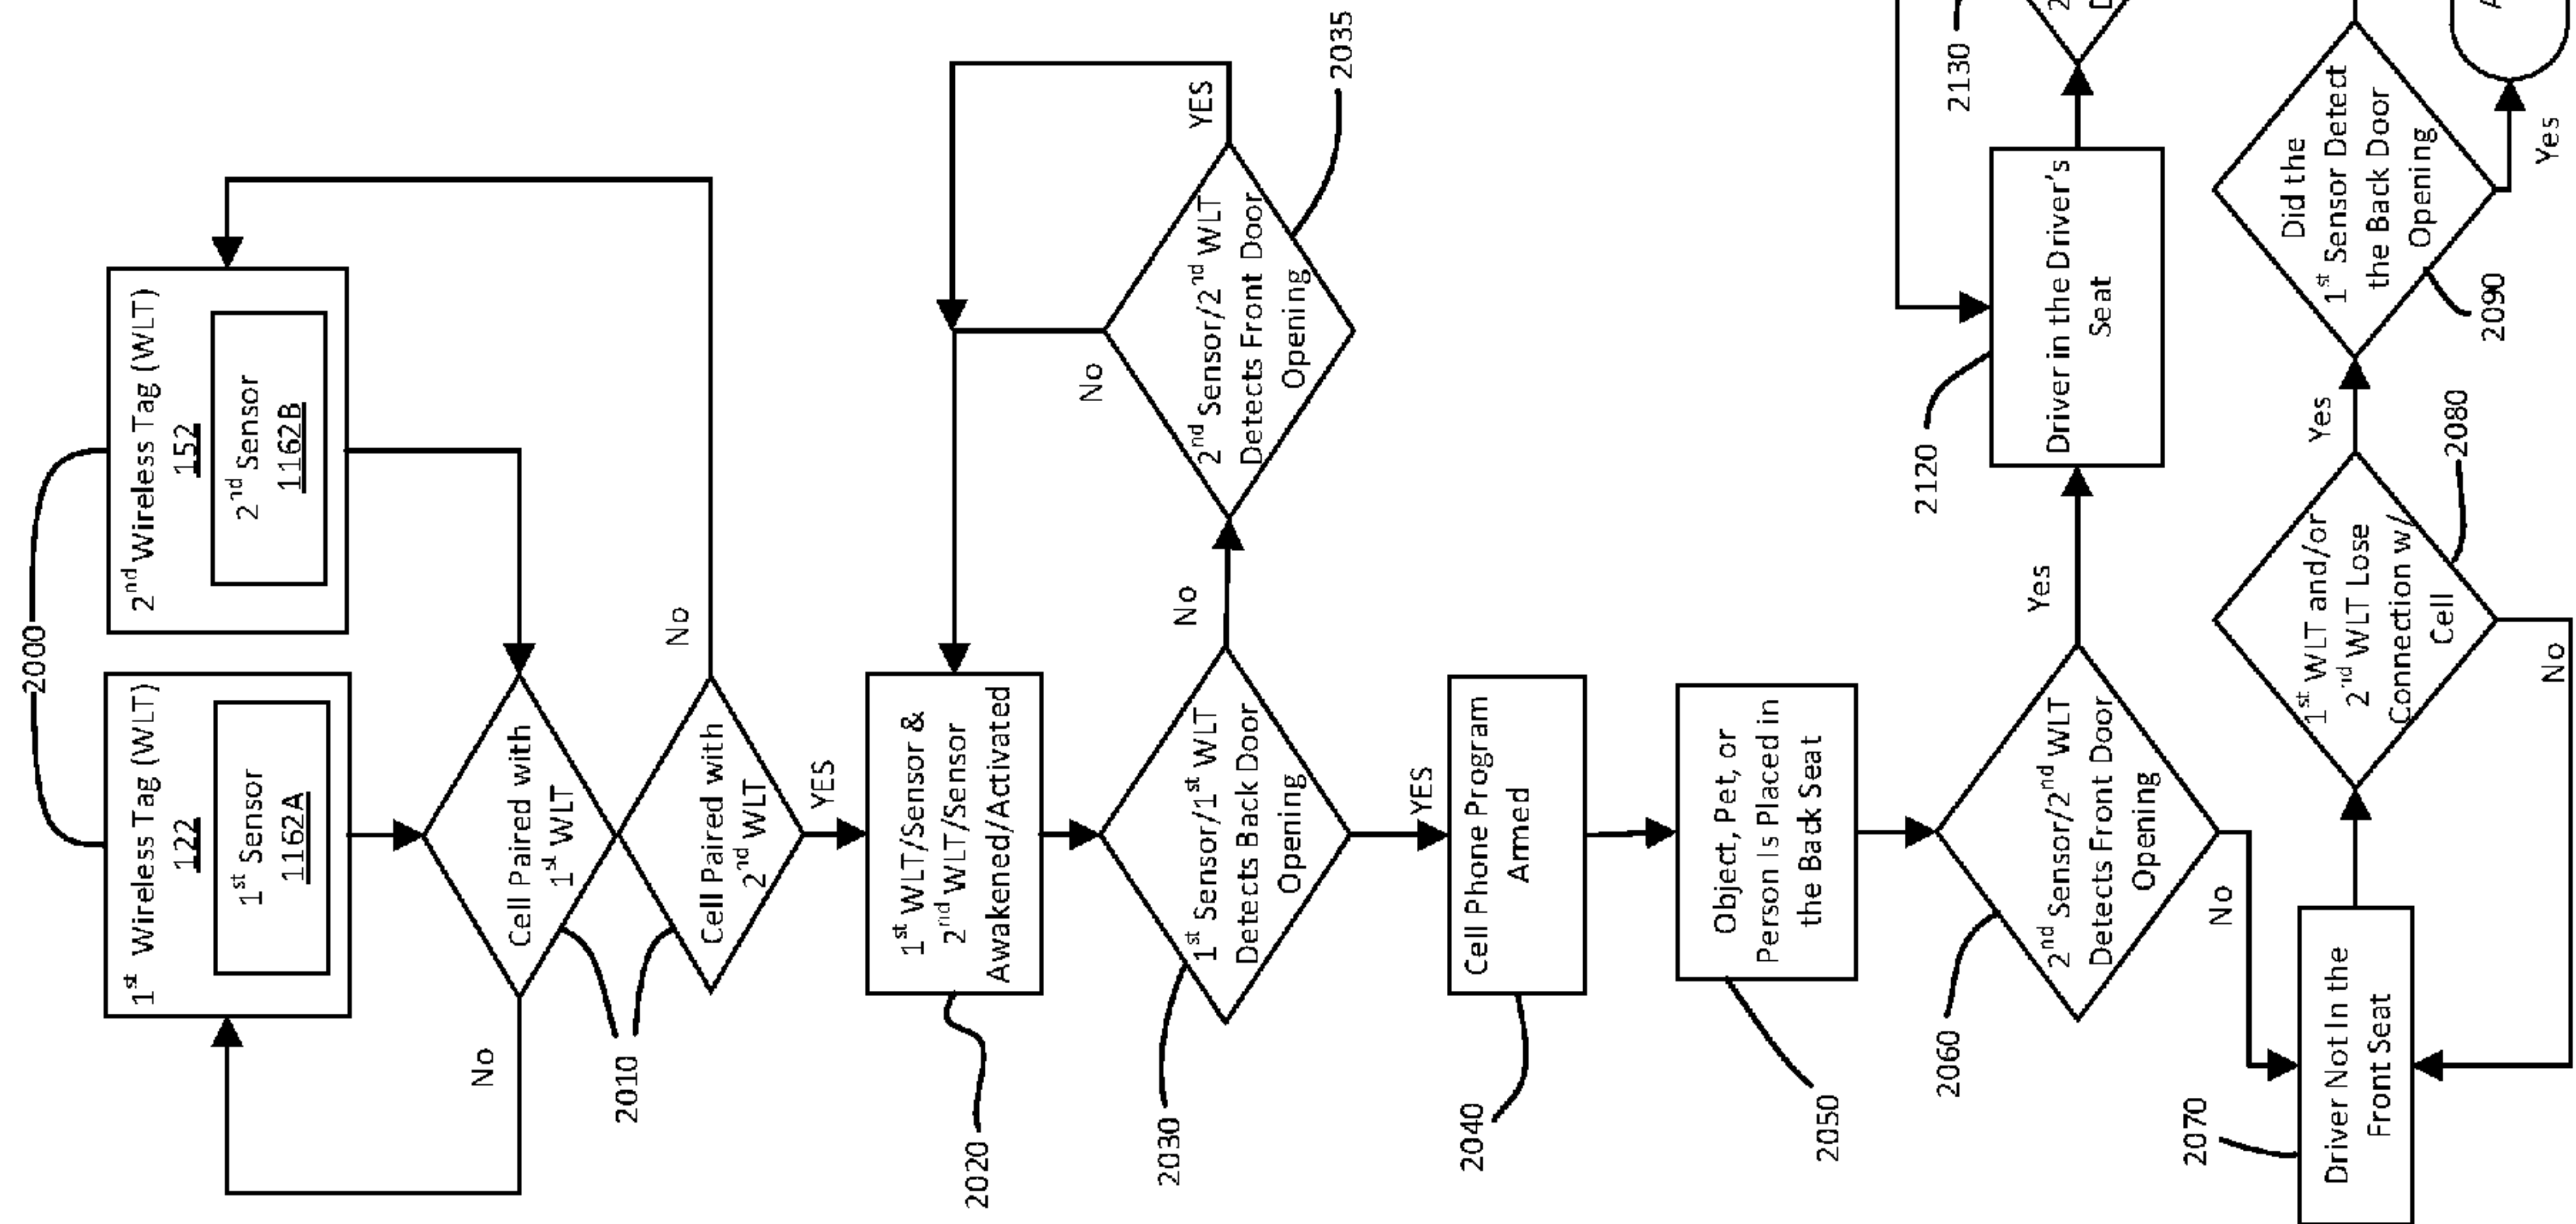 2000
1st Wireless Tag (WLT)
122
1st Sensor
1162A
2nd Wireless Tag (WLT)
152
2nd Sensor
1162B
No
Cell Paired with
1st WLT
2010
Cell Paired with
2nd WLT
No
YES
1st WLT/Sensor &
2nd WLT/Sensor
Awakened/Activated
2020
1st Sensor/1st WLT
Detects Back Door
Opening
2030
No
2nd Sensor/2nd WLT
Detects Front Door
Opening
2035
No
YES
YES
Cell Phone Program
Armed
2040
Object, Pet, or
Person Is Placed in
the Back Seat
2050
2nd Sensor/2nd WLT
Detects Front Door
Opening
2060
Yes
No
Driver in the Driver's
Seat
2120
2130
Driver Not In the
Front Seat
2070
1st WLT and/or
2nd WLT Lose
Connection w/
Cell
2080
No
Yes
Did the
1st Sensor Detect
the Back Door
Opening
2090
Yes